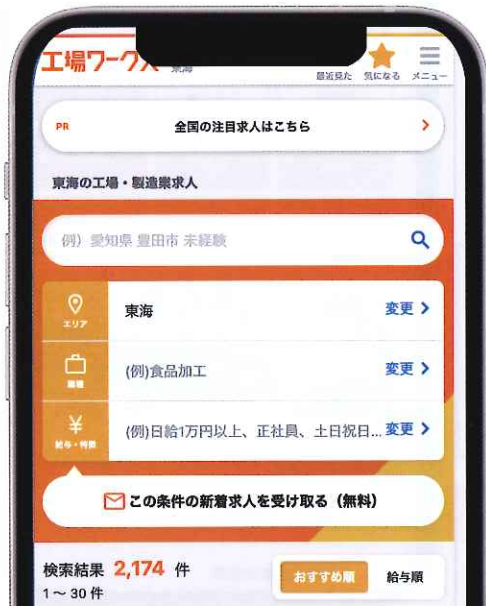 工場ワークス 東海
最近見た 気になる メニュー
PR 全国の注目求人はこちら
東海の工場・製造業求人
例）愛知県 豊田市 未経験
エリア 東海 変更
職種 (例)食品加工 変更
給与・特徴 (例)日給1万円以上、正社員、土日祝日... 変更
この条件の新着求人を受け取る（無料）
検索結果 2,174 件
おすすめ順 給与順
1～30件